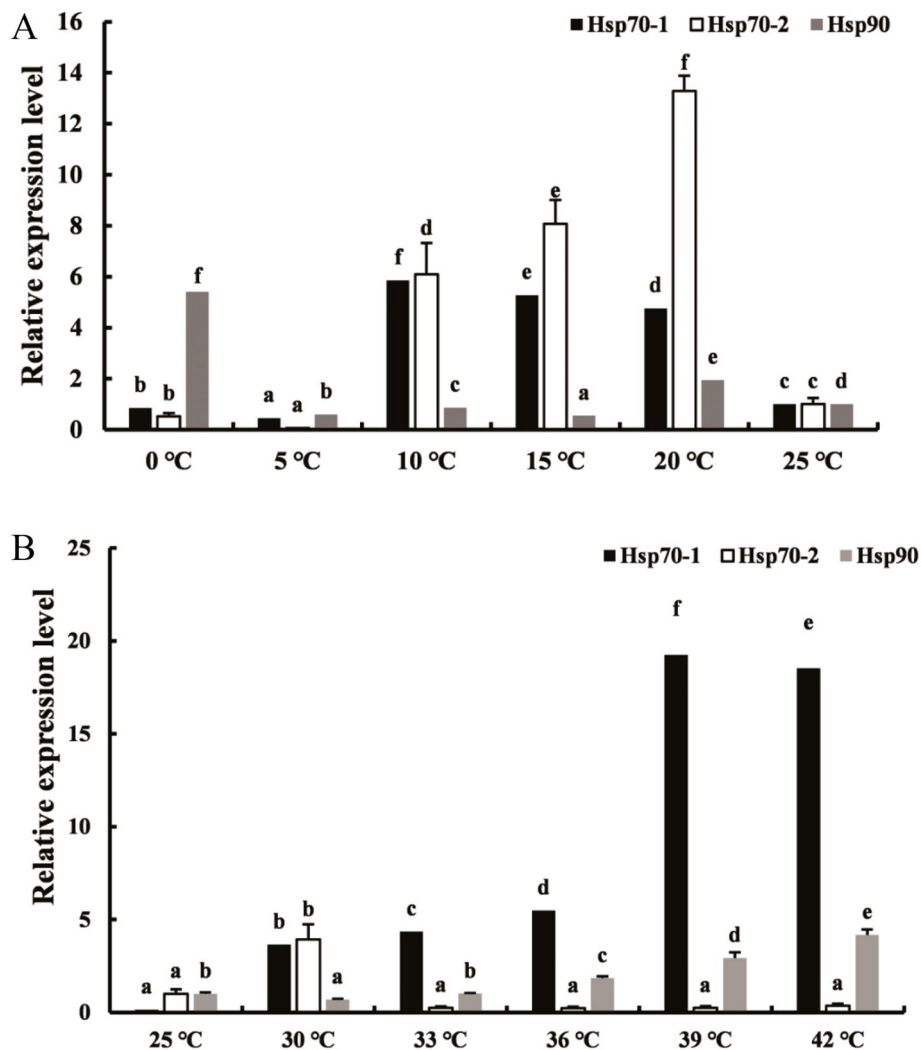 A
Hsp70-1 Hsp70-2 Hsp90
Relative expression level
16
14
12
10
8
6
4
2
0
b b f
a a b
f d c
e e a
d f e
c c d
0 °C 5 °C 10 °C 15 °C 20 °C 25 °C
B
Hsp70-1 Hsp70-2 Hsp90
Relative expression level
25
20
15
10
5
0
a a b
b b a
c a b
d a c
f a d
e a e
25 °C 30 °C 33 °C 36 °C 39 °C 42 °C